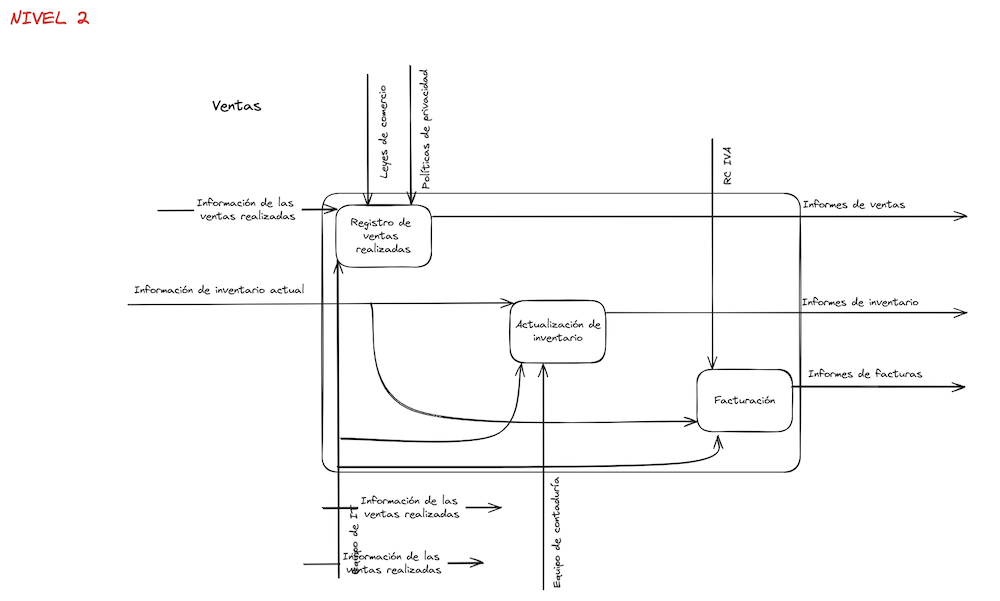 NIVEL 2
Ventas
Leyes de comercio
Políticas de privacidad
RC IVA
Información de las
ventas realizadas
Registro de
ventas
realizadas
Informes de ventas
Información de inventario actual
Actualización de
inventario
Informes de inventario
Informes de facturas
Facturación
Información de las
ventas realizadas
Equipo de IT
Equipo de contaduría
Información de las
ventas realizadas